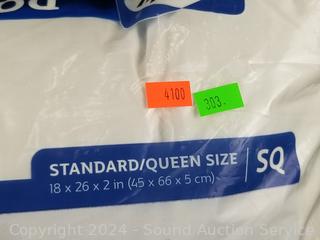 4100
303.
STANDARD/QUEEN SIZE
SQ
18 x 26 x 2 in (45 x 66 x 5 cm)
Copyright 2024 - Sound Auction Service